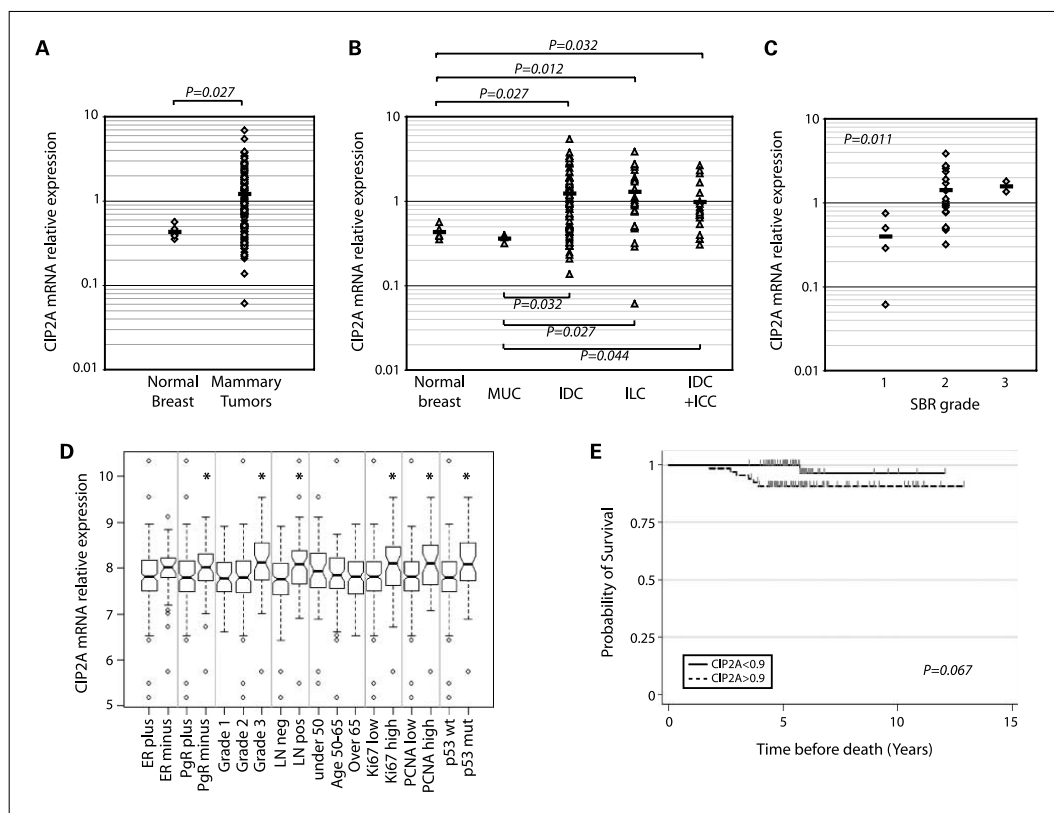 A
P=0.027
CIP2A mRNA relative expression
10
1
0.1
0.01
Normal
Breast
Mammary
Tumors
B
P=0.032
P=0.012
P=0.027
CIP2A mRNA relative expression
10
1
0.1
0.01
P=0.032
P=0.027
P=0.044
Normal
breast
MUC
IDC
ILC
IDC
+ICC
C
P=0.011
CIP2A mRNA relative expression
10
1
0.1
0.01
1
2
3
SBR grade
D
CIP2A mRNA relative expression
10
9
8
7
6
5
* * * * * *
ER plus
ER minus
PgR plus
PgR minus
Grade 1
Grade 2
Grade 3
LN neg
LN pos
under 50
Age 50-65
Over 65
Ki67 low
Ki67 high
PCNA low
PCNA high
p53 wt
p53 mut
E
Probability of Survival
1
0.75
0.5
0.25
0
CIP2A<0.9
CIP2A>0.9
P=0.067
0
5
10
15
Time before death (Years)